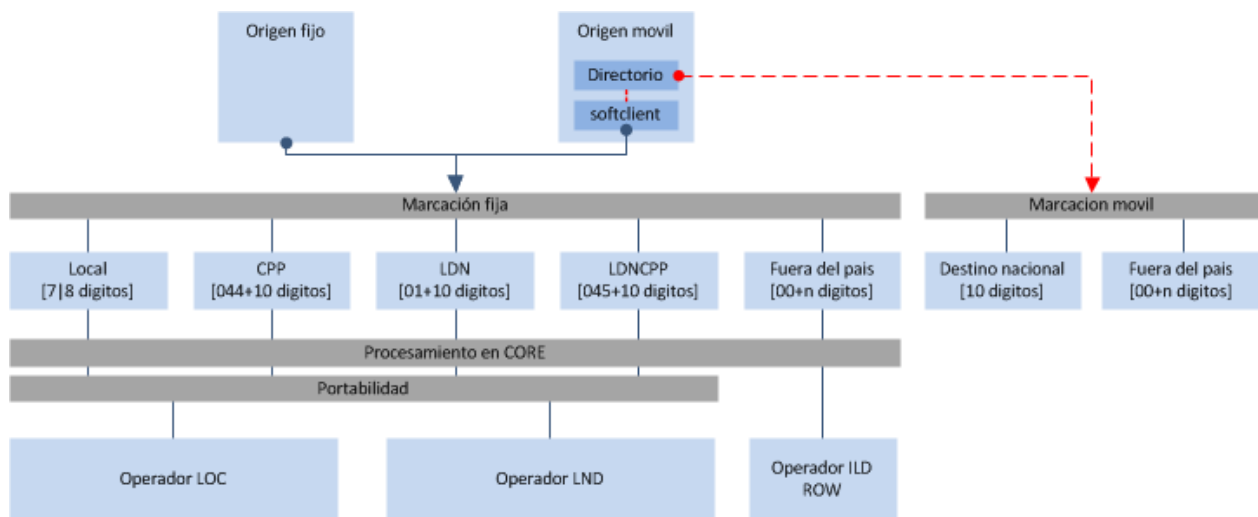 Origen fijo
Origen movil
Directorio
softclient
Marcación fija
Marcacion movil
Local
[7|8 digitos]
CPP
[044+10 digitos]
LDN
[01+10 digitos]
LDNCPP
[045+10 digitos]
Fuera del pais
[00+n digitos]
Destino nacional
[10 digitos]
Fuera del pais
[00+n digitos]
Procesamiento en CORE
Portabilidad
Operador LOC
Operador LND
Operador ILD
ROW